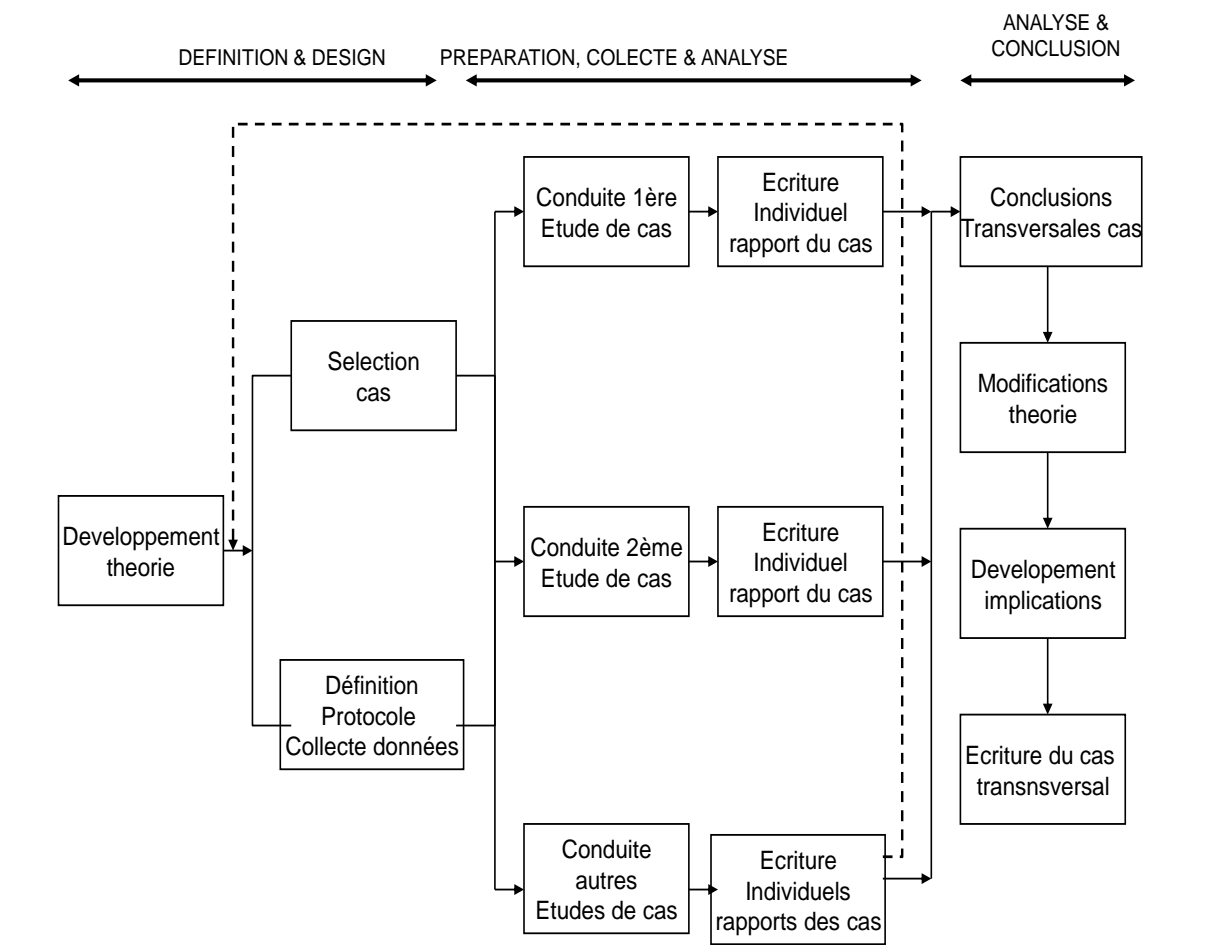 DEFINITION & DESIGN
PREPARATION, COLECTE & ANALYSE
ANALYSE &
CONCLUSION
Conduite 1ère
Etude de cas
Ecriture
Individuel
rapport du cas
Conclusions
Transversales cas
Selection
cas
Modifications
theorie
Developpement
theorie
Conduite 2ème
Etude de cas
Ecriture
Individuel
rapport du cas
Developement
implications
Définition
Protocole
Collecte données
Ecriture du cas
transnsversal
Conduite
autres
Etudes de cas
Ecriture
Individuels
rapports des cas